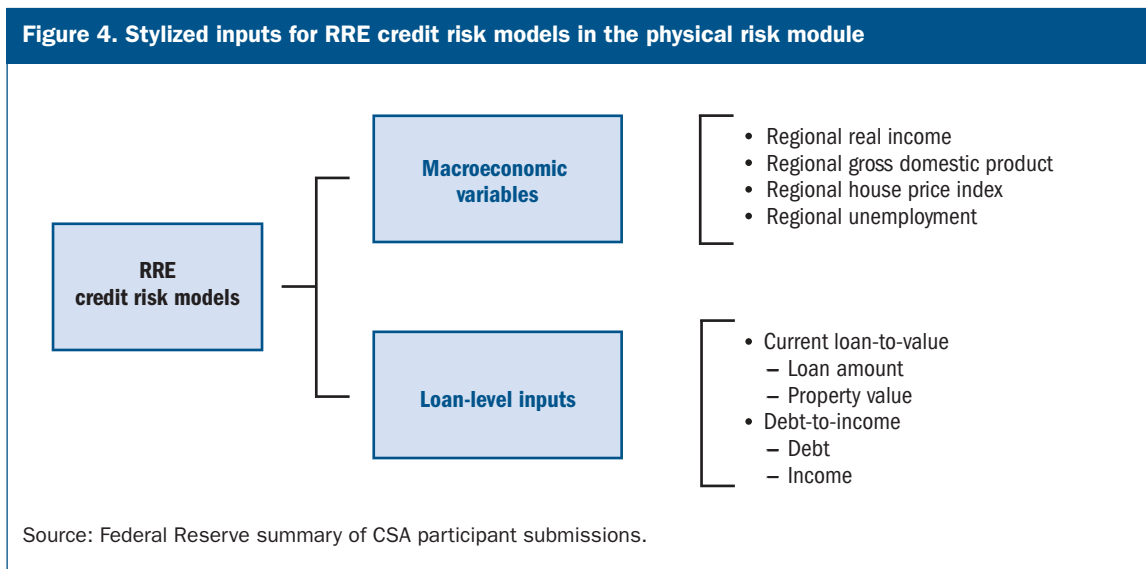 Figure 4. Stylized inputs for RRE credit risk models in the physical risk module
RRE
credit risk models
Macroeconomic
variables
• Regional real income
• Regional gross domestic product
• Regional house price index
• Regional unemployment
Loan-level inputs
• Current loan-to-value
– Loan amount
– Property value
• Debt-to-income
– Debt
– Income
Source: Federal Reserve summary of CSA participant submissions.